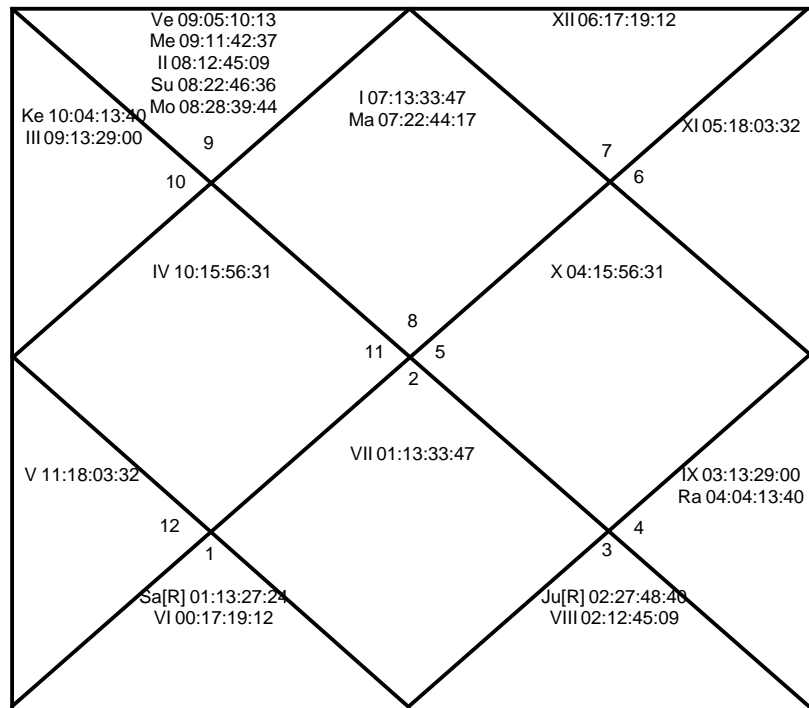 Ve 09:05:10:13
Me 09:11:42:37
II 08:12:45:09
Su 08:22:46:36
Mo 08:28:39:44
XII 06:17:19:12
I 07:13:33:47
Ma 07:22:44:17
Ke 10:04:13:40
III 09:13:29:00
XI 05:18:03:32
9
7
10
6
IV 10:15:56:31
X 04:15:56:31
8
11
5
2
VII 01:13:33:47
V 11:18:03:32
IX 03:13:29:00
Ra 04:04:13:40
12
4
1
3
Sa[R] 01:13:27:24
VI 00:17:19:12
Ju[R] 02:27:48:40
VIII 02:12:45:09